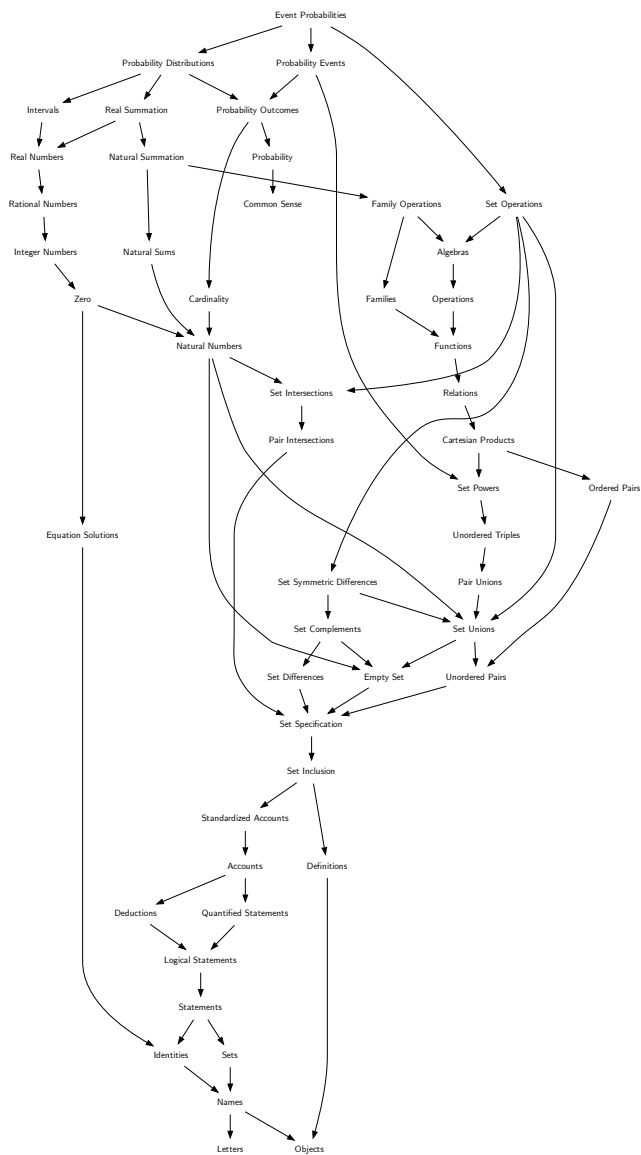 Event Probabilities
Probability Distributions
Probability Events
Intervals
Real Summation
Probability Outcomes
Real Numbers
Natural Summation
Probability
Rational Numbers
Common Sense
Family Operations
Set Operations
Integer Numbers
Natural Sums
Algebras
Zero
Cardinality
Families
Operations
Natural Numbers
Functions
Set Intersections
Relations
Pair Intersections
Cartesian Products
Set Powers
Ordered Pairs
Equation Solutions
Unordered Triples
Set Symmetric Differences
Pair Unions
Set Complements
Set Unions
Set Differences
Empty Set
Unordered Pairs
Set Specification
Set Inclusion
Standardized Accounts
Accounts
Definitions
Deductions
Quantified Statements
Logical Statements
Statements
Identities
Sets
Names
Letters
Objects